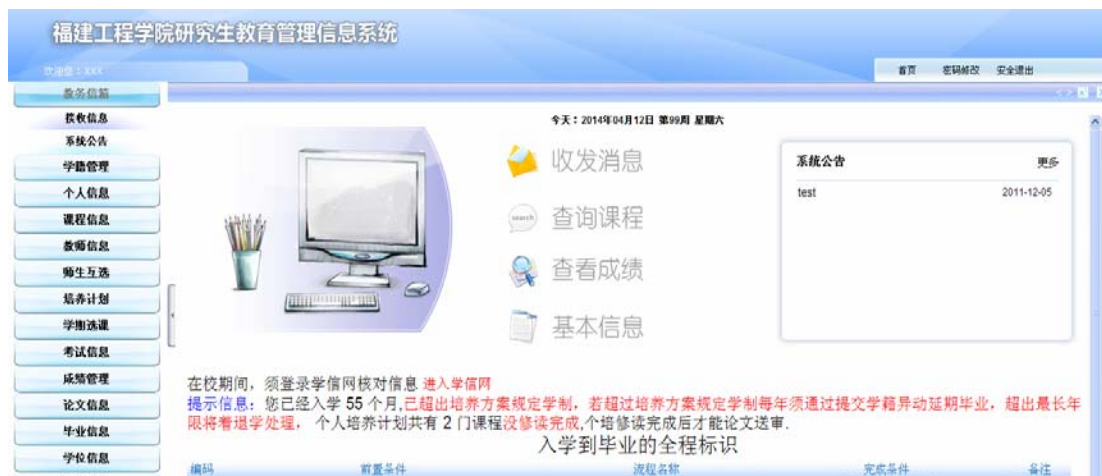 福建工程学院研究生教育管理信息系统
欢迎您：XXX
首页 密码修改 安全退出
教务信箱
接收信息
系统公告
学籍管理
个人信息
课程信息
教师信息
师生互选
培养计划
学期选课
考试信息
成绩管理
论文信息
毕业信息
学位信息
今天：2014年04月12日 第99周 星期六
收发消息
search
查询课程
查看成绩
基本信息
系统公告 更多
test 2011-12-05
在校期间，须登录学信网核对信息 进入学信网
提示信息：您已经入学 55 个月,已超出培养方案规定学制，若超过培养方案规定学制每年须通过提交学籍异动延期毕业，超出最长年
限将着退学处理， 个人培养计划共有 2 门课程没修读完成,个培修读完成后才能论文送审.
入学到毕业的全程标识
编码 前置条件 流程名称 完成条件 备注